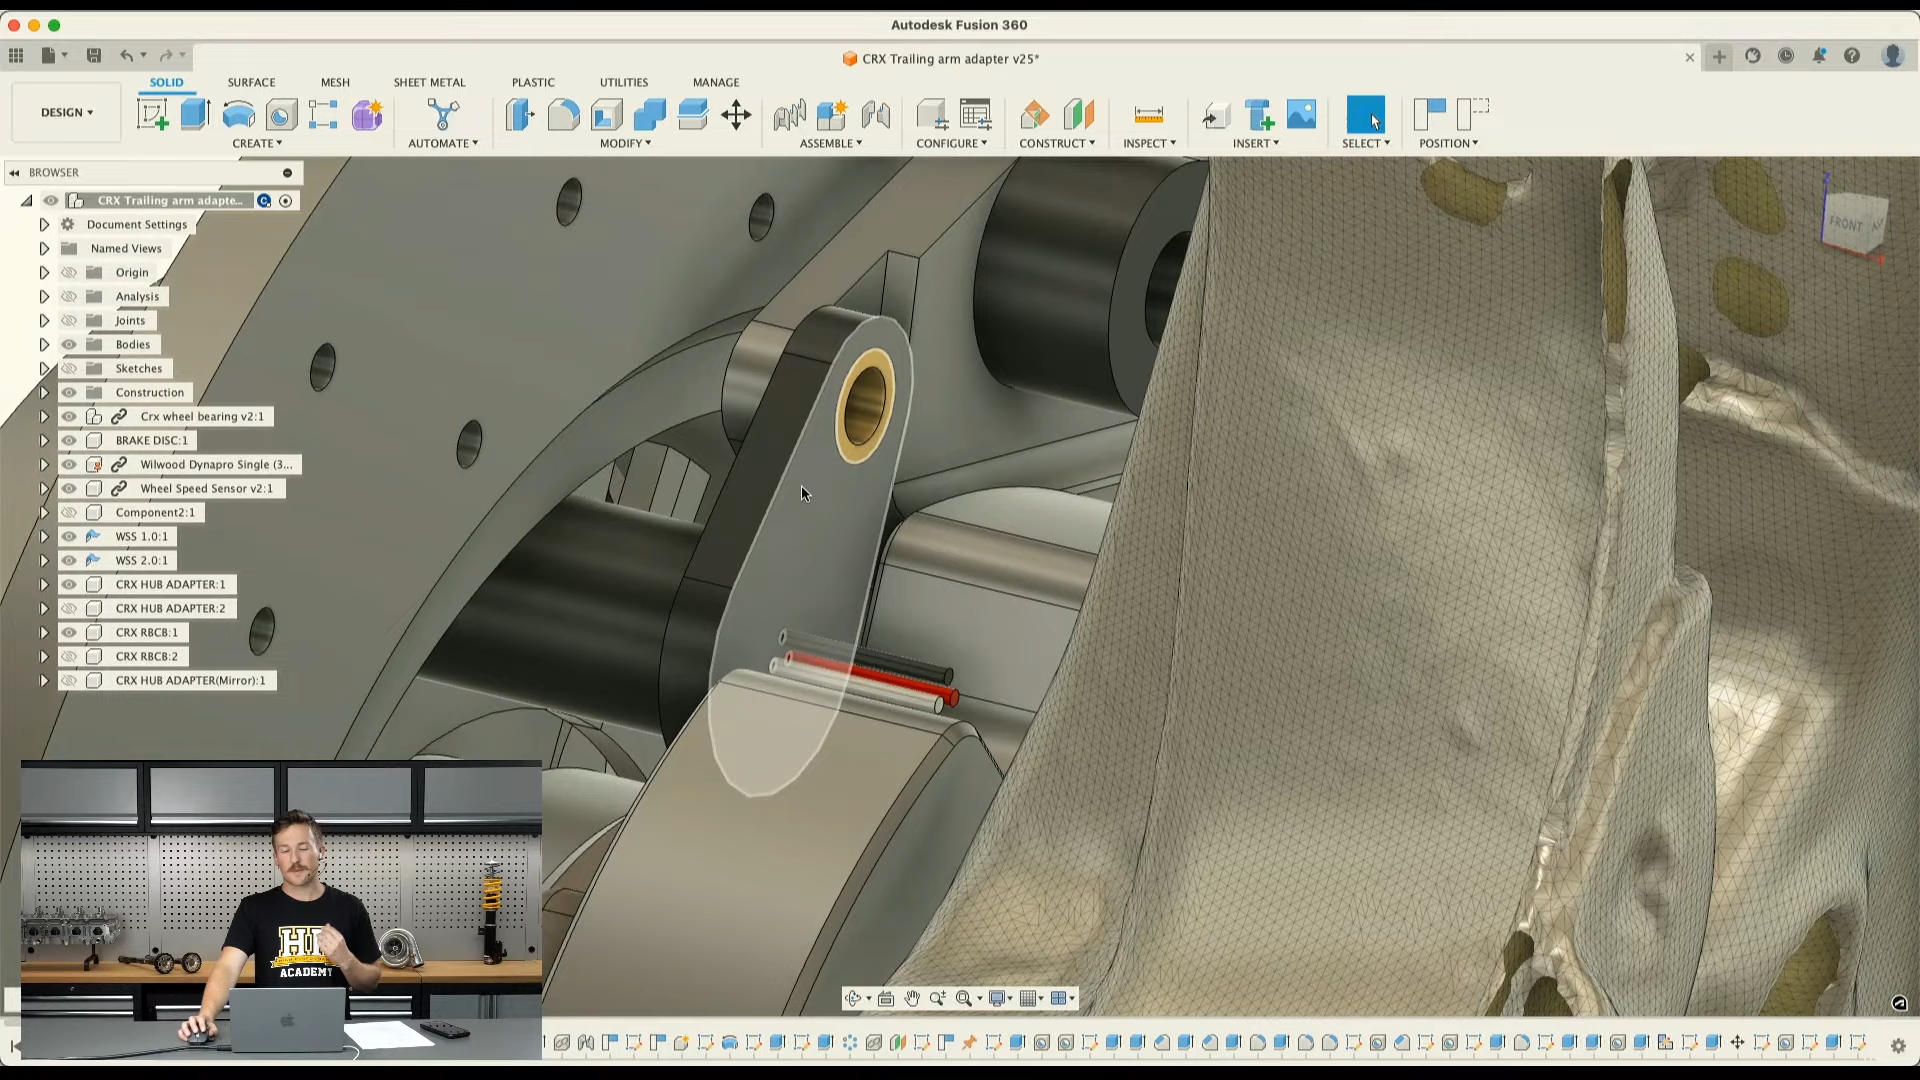 Autodesk Fusion 360
CRX Trailing arm adapter v25*
DESIGN
SOLID
SURFACE
MESH
SHEET METAL
PLASTIC
UTILITIES
MANAGE
CREATE
AUTOMATE
MODIFY
ASSEMBLE
CONFIGURE
CONSTRUCT
INSPECT
INSERT
SELECT
POSITION
BROWSER
CRX Trailing arm adapte...
Document Settings
Named Views
Origin
Analysis
Joints
Bodies
Sketches
Construction
Crx wheel bearing v2:1
BRAKE DISC:1
Wilwood Dynapro Single (3...
Wheel Speed Sensor v2:1
Component2:1
WSS 1.0:1
WSS 2.0:1
CRX HUB ADAPTER:1
CRX HUB ADAPTER:2
CRX RBCB:1
CRX RBCB:2
CRX HUB ADAPTER(Mirror):1
FRONT
Z
ACADEMY